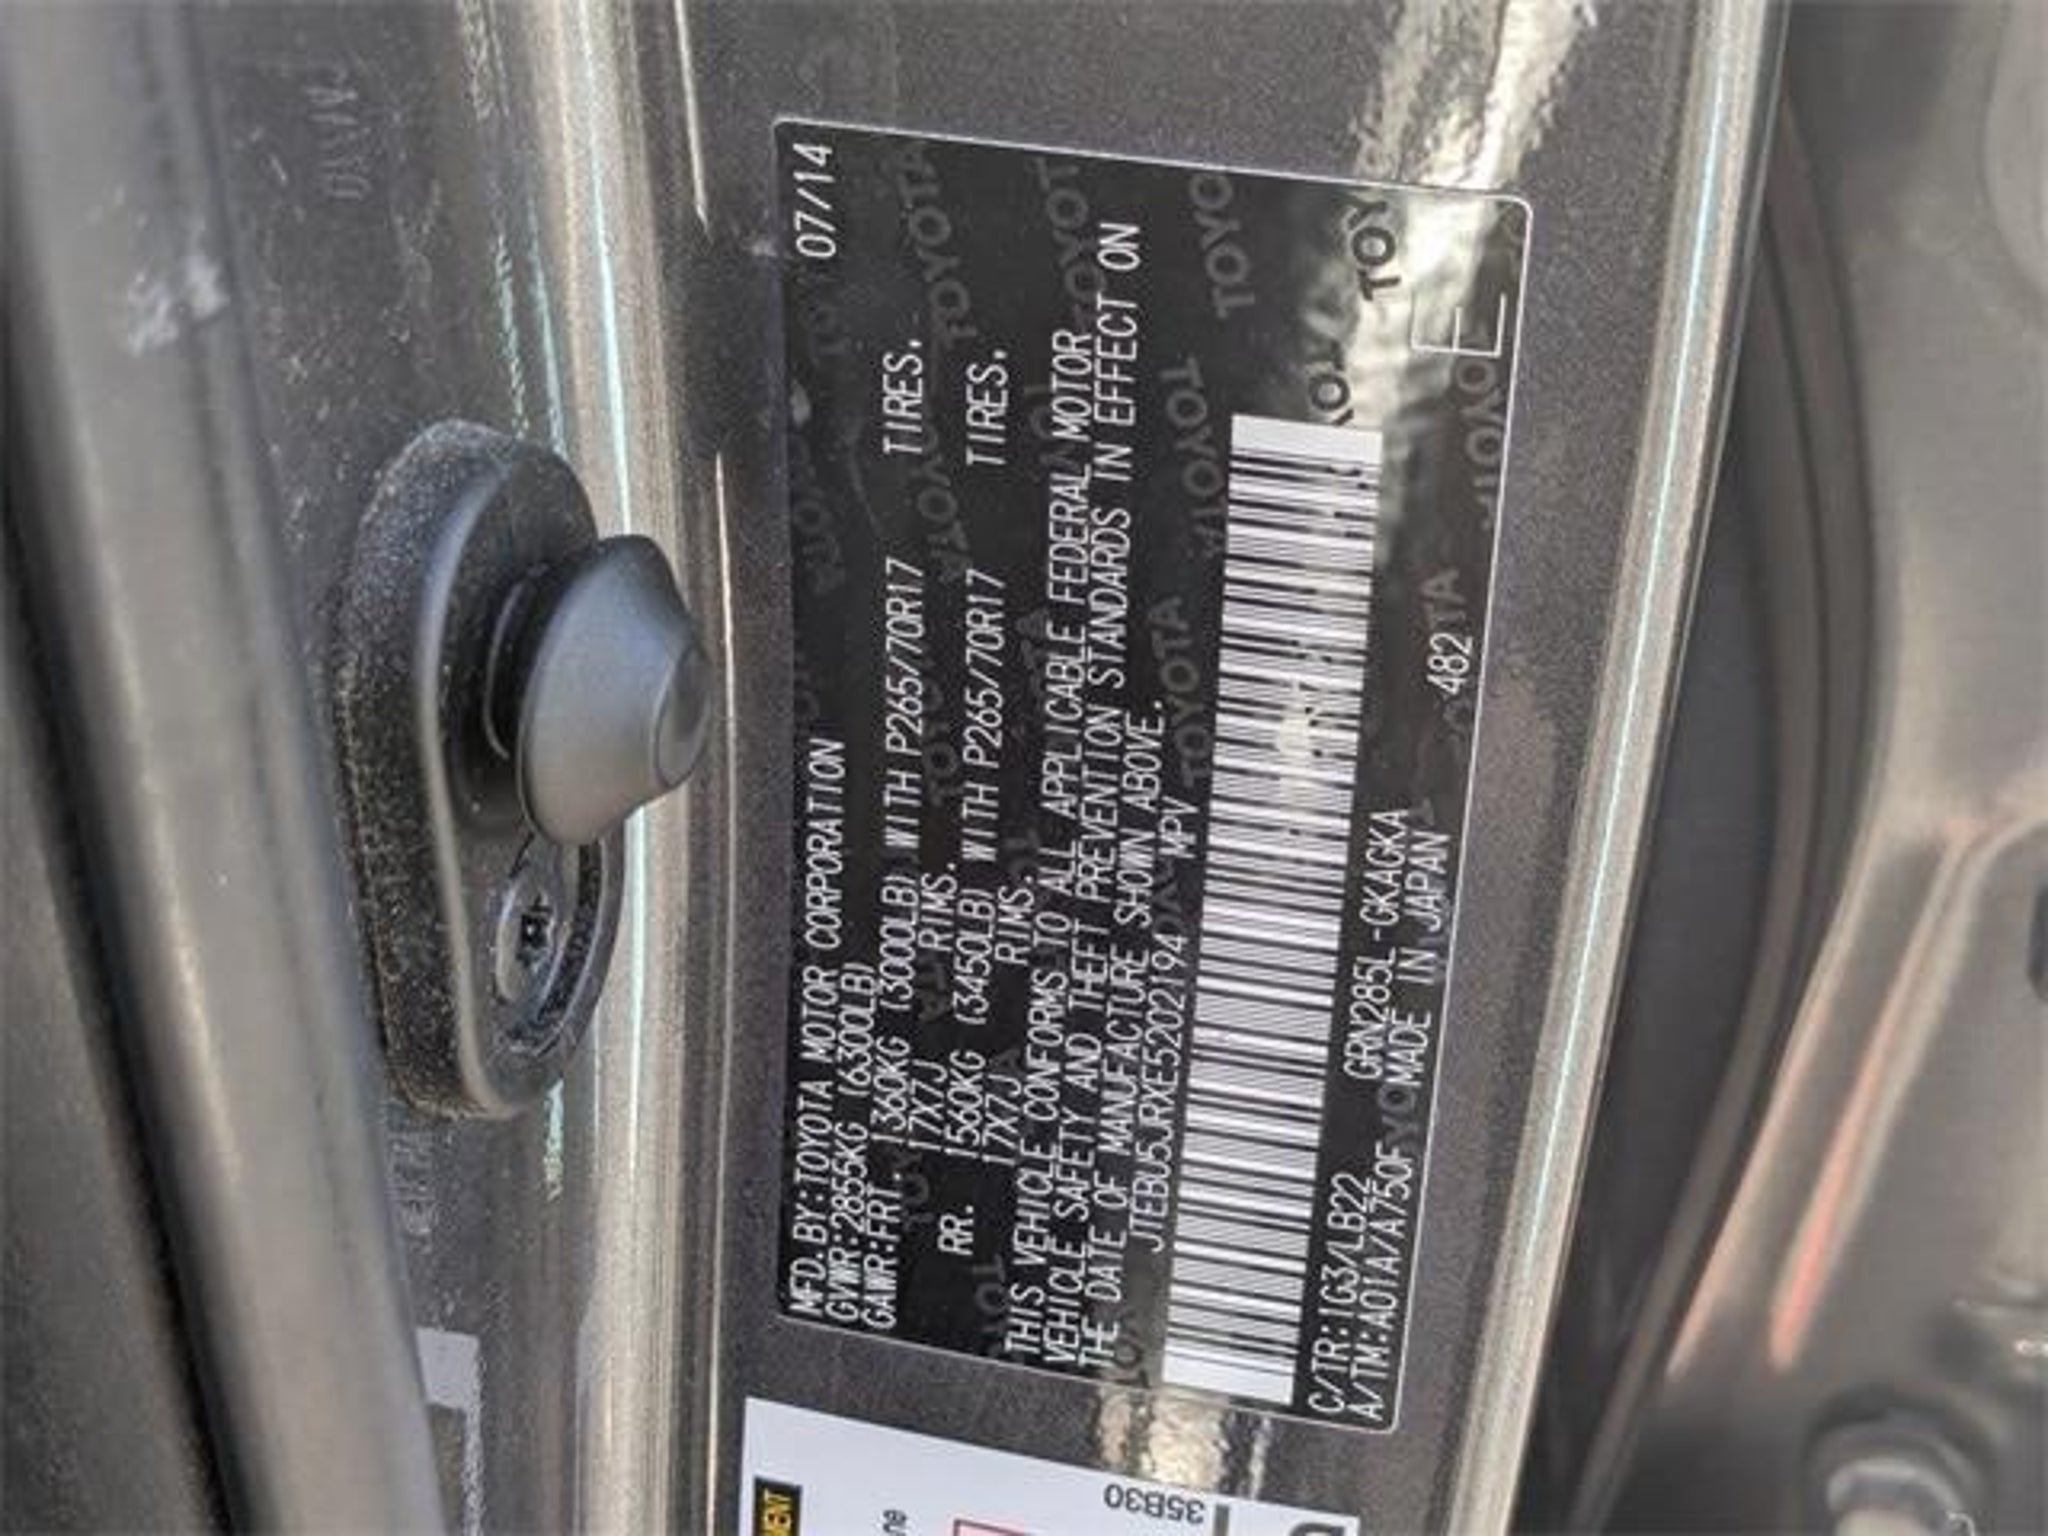 MFD.BY:TOYOTA MOTOR CORPORATION 07/14
GVWR:2855KG (6300LB)
GAWR:FRT. 1360KG (3000LB) WITH P265/70R17 TIRES.
17X7J RIMS.
RR. 1560KG (3450LB) WITH P265/70R17 TIRES.
17X7J RIMS.
THIS VEHICLE CONFORMS TO ALL APPLICABLE FEDERAL MOTOR
VEHICLE SAFETY AND THEFT PREVENTION STANDARDS IN EFFECT ON
THE DATE OF MANUFACTURE SHOWN ABOVE.
JTEBU5JRXE5202194 MPV
C/TR:1G3/LB22 GRN285L-GKAGKA
A/TM:A01A/A750F MADE IN JAPAN 482
35B30